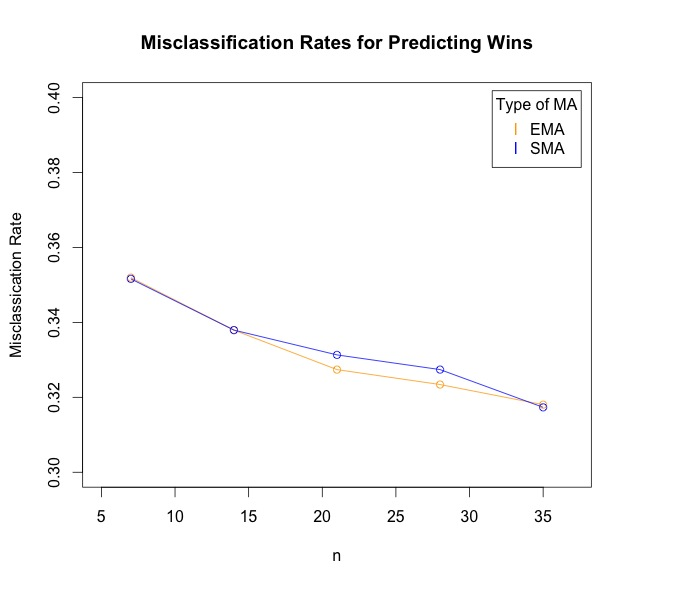 Misclassification Rates for Predicting Wins
Type of MA
EMA
SMA
0.40
0.38
0.36
0.34
0.32
0.30
Misclassication Rate
5 10 15 20 25 30 35
n